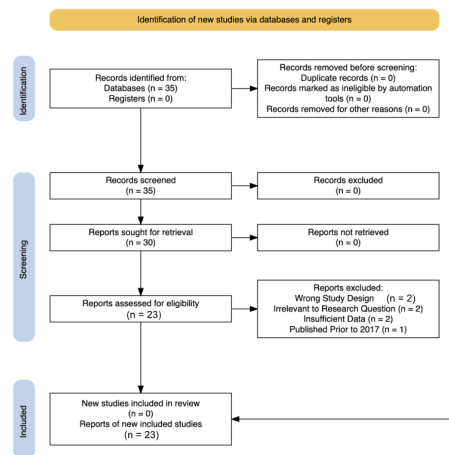 Identification of new studies via databases and registers
Identification
Records identified from:
Databases (n = 35)
Registers (n = 0)
Records removed before screening:
Duplicate records (n = 0)
Records marked as ineligible by automation
tools (n = 0)
Records removed for other reasons (n = 0)
Screening
Records screened
(n = 35)
Records excluded
(n = 0)
Reports sought for retrieval
(n = 30)
Reports not retrieved
(n = 0)
Reports assessed for eligibility
(n = 23)
Reports excluded:
Wrong Study Design (n = 2)
Irrelevant to Research Question (n = 2)
Insufficient Data (n = 2)
Published Prior to 2017 (n = 1)
Included
New studies included in review
(n = 0)
Reports of new included studies
(n = 23)